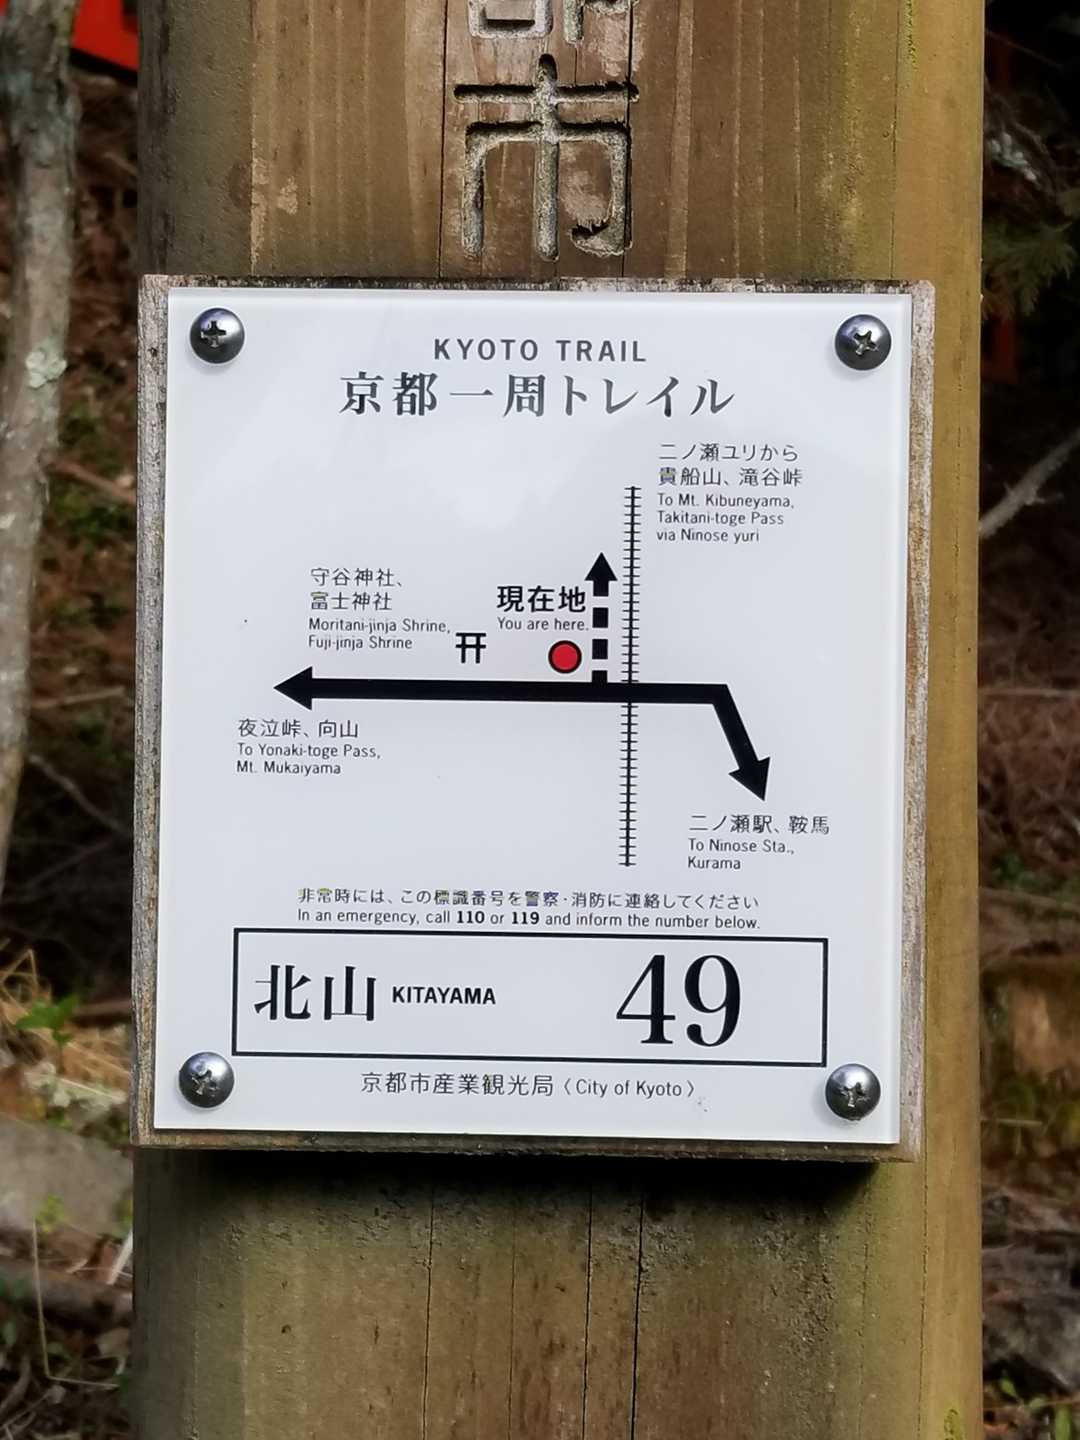 市
KYOTO TRAIL
京都一周トレイル
二ノ瀬ユリから
貴船山、滝谷峠
To Mt. Kibuneyama,
Takitani-toge Pass
via Ninose yuri
守谷神社、
富士神社
Moritani-jinja Shrine,
Fuji-jinja Shrine
現在地
You are here.
夜泣峠、向山
To Yonaki-toge Pass,
Mt. Mukaiyama
二ノ瀬駅、鞍馬
To Ninose Sta.,
Kurama
非常時には、この標識番号を警察・消防に連絡してください
In an emergency, call 110 or 119 and inform the number below.
北山 KITAYAMA 49
京都市産業観光局〈City of Kyoto〉